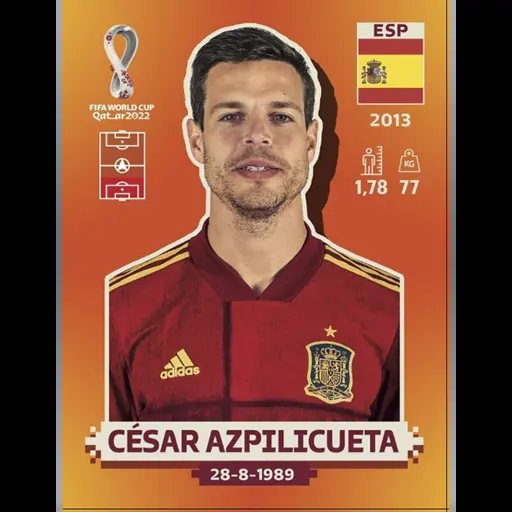 ESP
FIFA WORLD CUP
Qatar2022
2013
KG
1,78 77
adidas
CÉSAR AZPILICUETA
28-8-1989